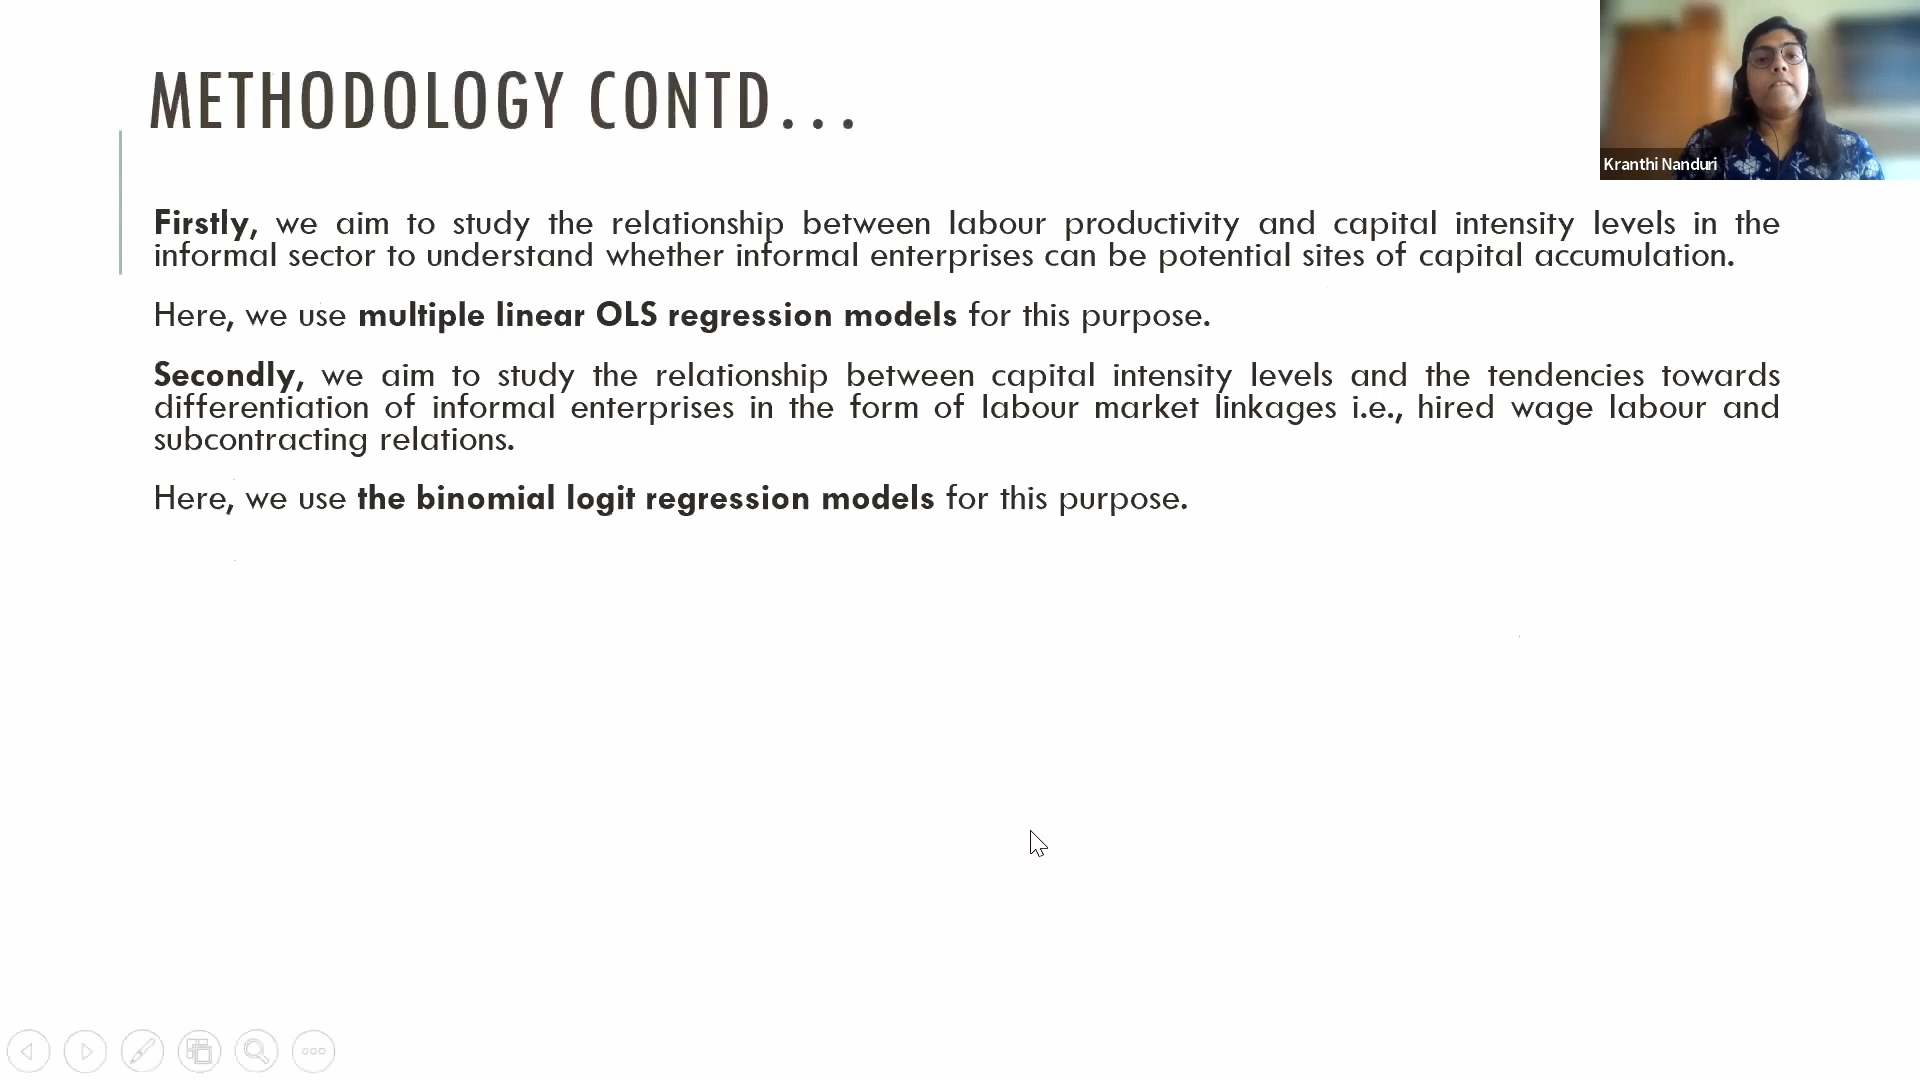 METHODOLOGY CONTD...
Kranthi Nanduri
Firstly, we aim to study the relationship between labour productivity and capital intensity levels in the
informal sector to understand whether informal enterprises can be potential sites of capital accumulation.
Here, we use multiple linear OLS regression models for this purpose.
Secondly, we aim to study the relationship between capital intensity levels and the tendencies towards
differentiation of informal enterprises in the form of labour market linkages i.e., hired wage labour and
subcontracting relations.
Here, we use the binomial logit regression models for this purpose.